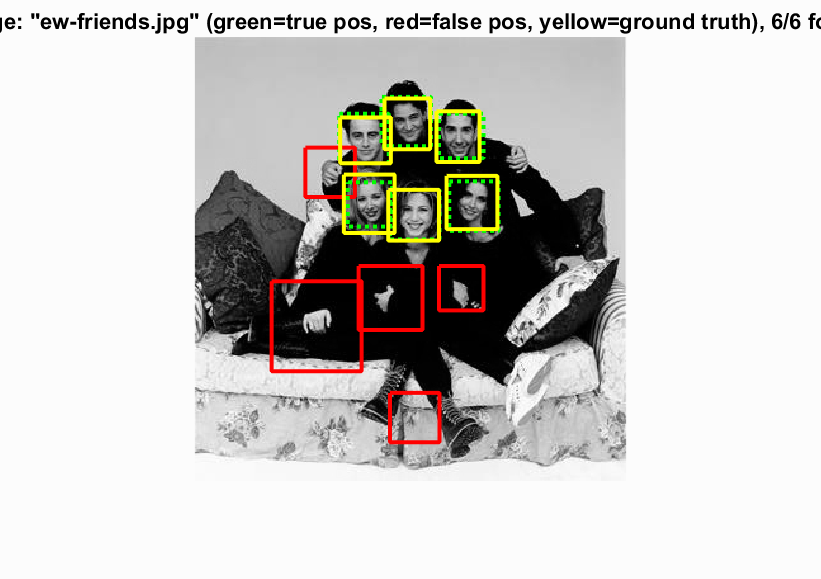 ge: "ew-friends.jpg" (green=true pos, red=false pos, yellow=ground truth), 6/6 fo